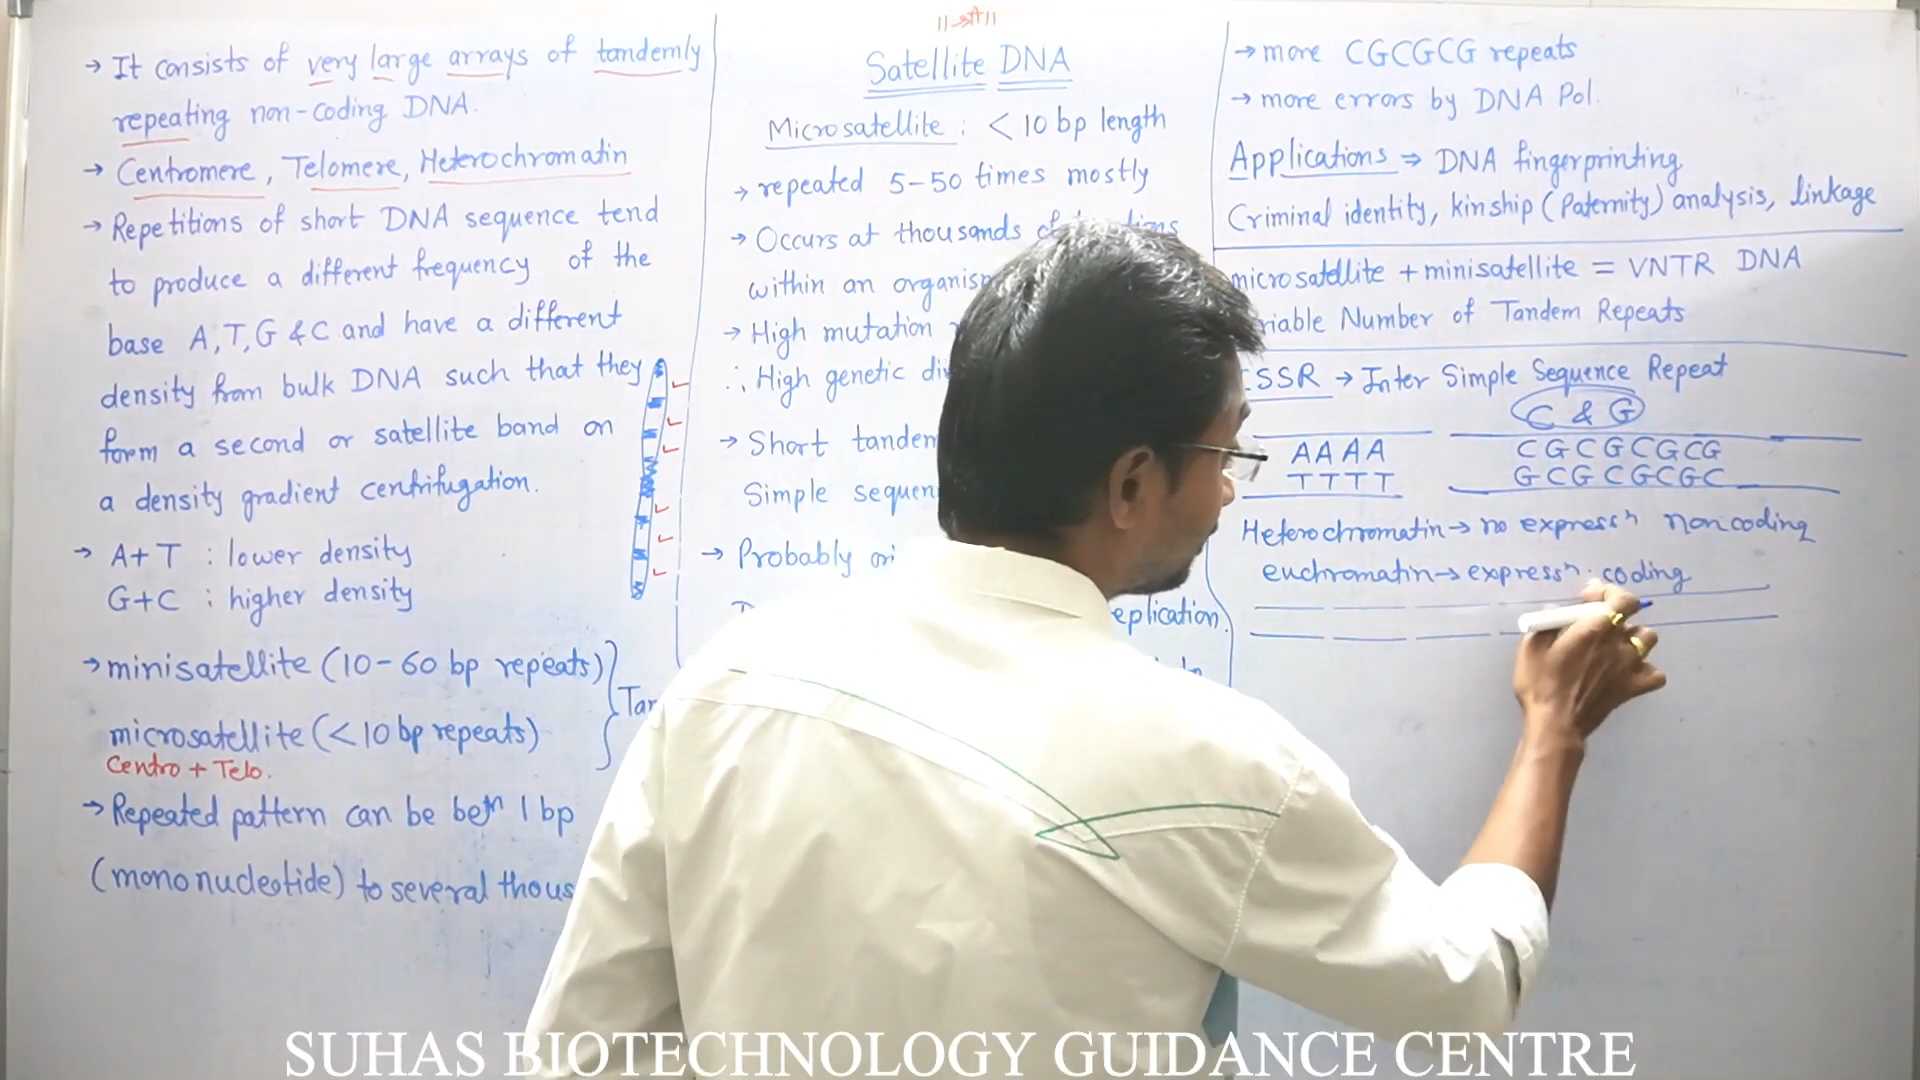 → It consists of very large arrays of tandemly
repeating non-coding DNA.
→ Centromere, Telomere, Heterochromatin
→ Repetitions of short DNA sequence tend
to produce a different frequency of the
base A,T,G & C and have a different
density from bulk DNA such that they
form a second or satellite band on
a density gradient centrifugation.
→ A+T : lower density
G+C : higher density
→ minisatellite (10-60 bp repeats)
microsatellite (<10 bp repeats)
Centro + Telo.
→ Repeated pattern can be betn 1 bp
(mononucleotide) to several thous
||श्री||
Satellite DNA
Microsatellite : < 10 bp length
→ repeated 5-50 times mostly
→ Occurs at thousands of
within an organism
→ High mutation
∴ High genetic
→ Short tandem
Simple
→ Probably
eplication.
→ more CGCGCG repeats
→ more errors by DNA Pol.
Applications ⇒ DNA fingerprinting
Criminal identity, kinship (Paternity) analysis, linkage
microsatellite + minisatellite = VNTR DNA
riable Number of Tandem Repeats
SSR → Inter Simple Sequence Repeat
C & G
AAAA CGCGCGCG
TTTT GCGCGCGC
Heterochromatin → no expressn noncoding
euchromatin → expressn. coding
SUHAS BIOTECHNOLOGY GUIDANCE CENTRE